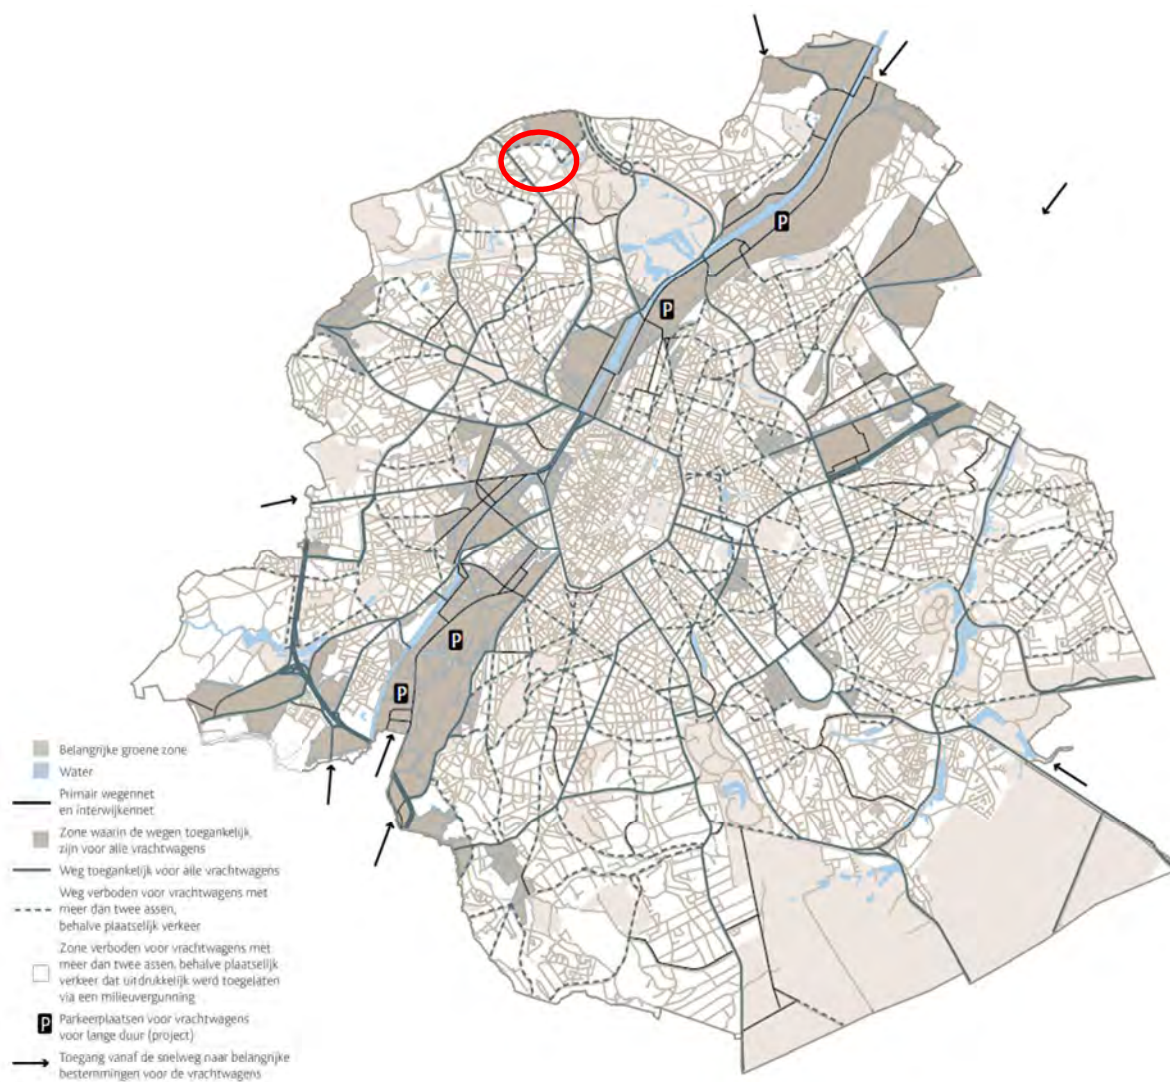 P
P
P
P
Belangrijke groene zone
Water
Primair wegennet
en interwijkennet
Zone waarin de wegen toegankelijk
zijn voor alle vrachtwagens
Weg toegankelijk voor alle vrachtwagens
Weg verboden voor vrachtwagens met
meer dan twee assen,
behalve plaatselijk verkeer
Zone verboden voor vrachtwagens met
meer dan twee assen, behalve plaatselijk
verkeer dat uitdrukkelijk werd toegelaten
via een milieuvergunning
P Parkeerplaatsen voor vrachtwagens
voor lange duur (project)
Toegang vanaf de snelweg naar belangrijke
bestemmingen voor de vrachtwagens